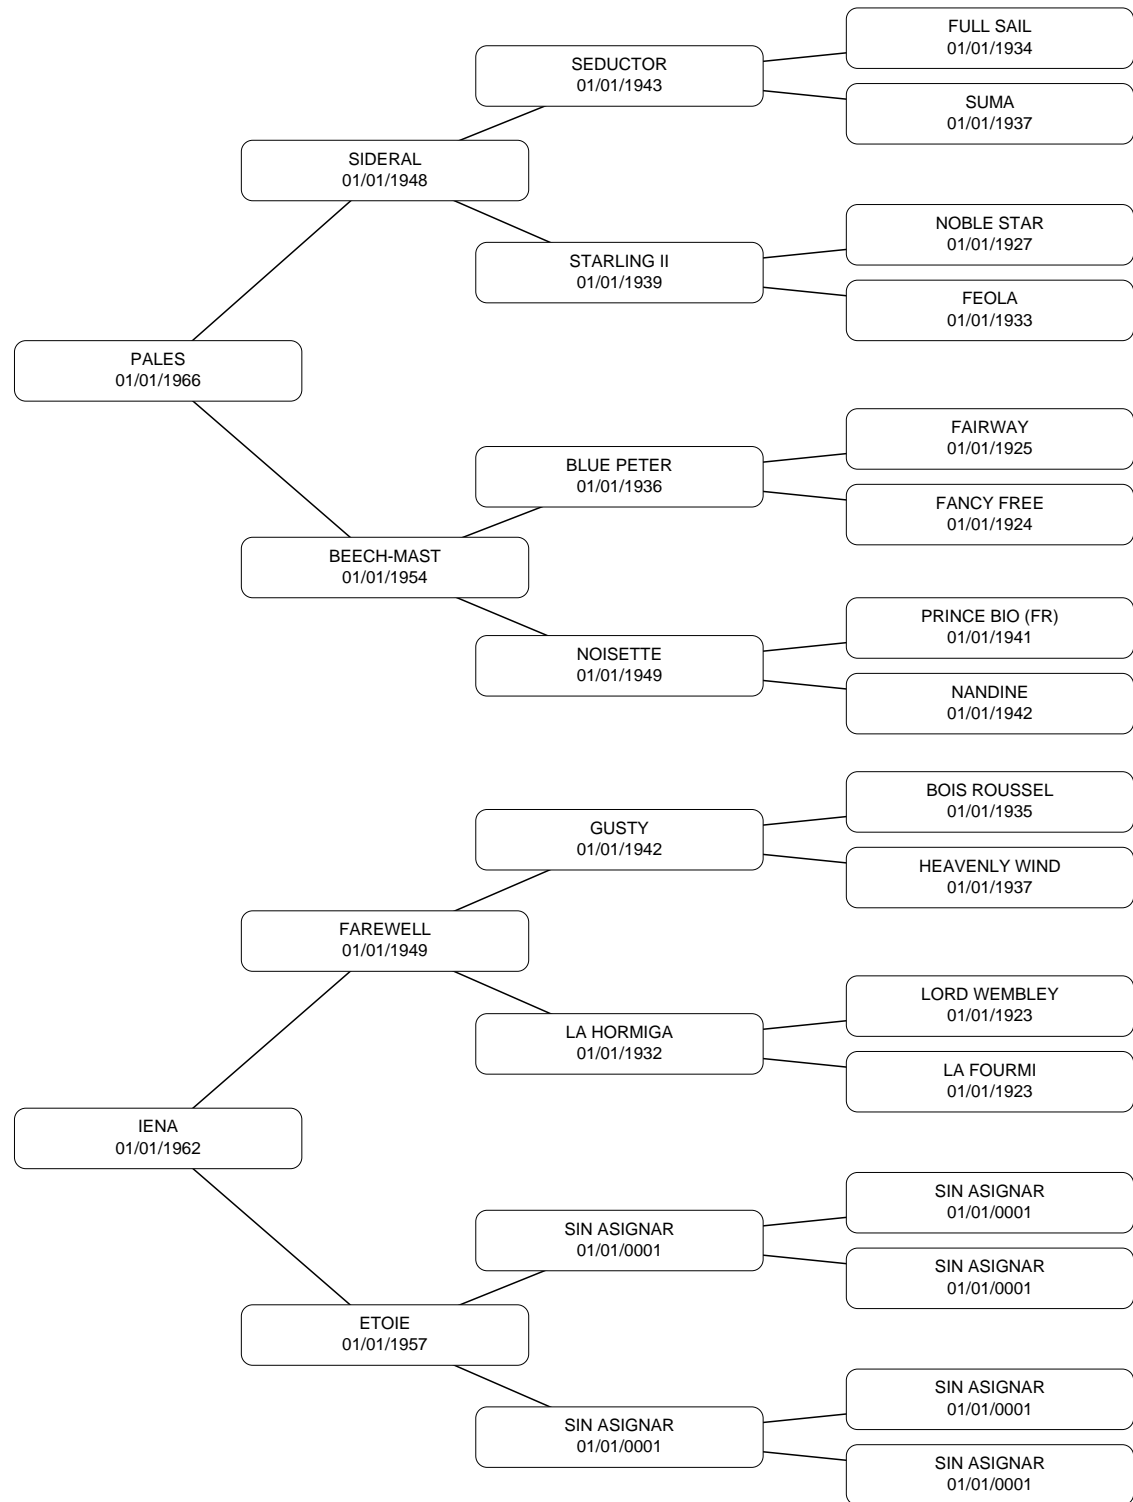 FULL SAIL
01/01/1934
SEDUCTOR
01/01/1943
SUMA
01/01/1937
SIDERAL
01/01/1948
NOBLE STAR
01/01/1927
STARLING II
01/01/1939
FEOLA
01/01/1933
PALES
01/01/1966
FAIRWAY
01/01/1925
BLUE PETER
01/01/1936
FANCY FREE
01/01/1924
BEECH-MAST
01/01/1954
PRINCE BIO (FR)
01/01/1941
NOISETTE
01/01/1949
NANDINE
01/01/1942
BOIS ROUSSEL
01/01/1935
GUSTY
01/01/1942
HEAVENLY WIND
01/01/1937
FAREWELL
01/01/1949
LORD WEMBLEY
01/01/1923
LA HORMIGA
01/01/1932
LA FOURMI
01/01/1923
IENA
01/01/1962
SIN ASIGNAR
01/01/0001
SIN ASIGNAR
01/01/0001
SIN ASIGNAR
01/01/0001
ETOIE
01/01/1957
SIN ASIGNAR
01/01/0001
SIN ASIGNAR
01/01/0001
SIN ASIGNAR
01/01/0001